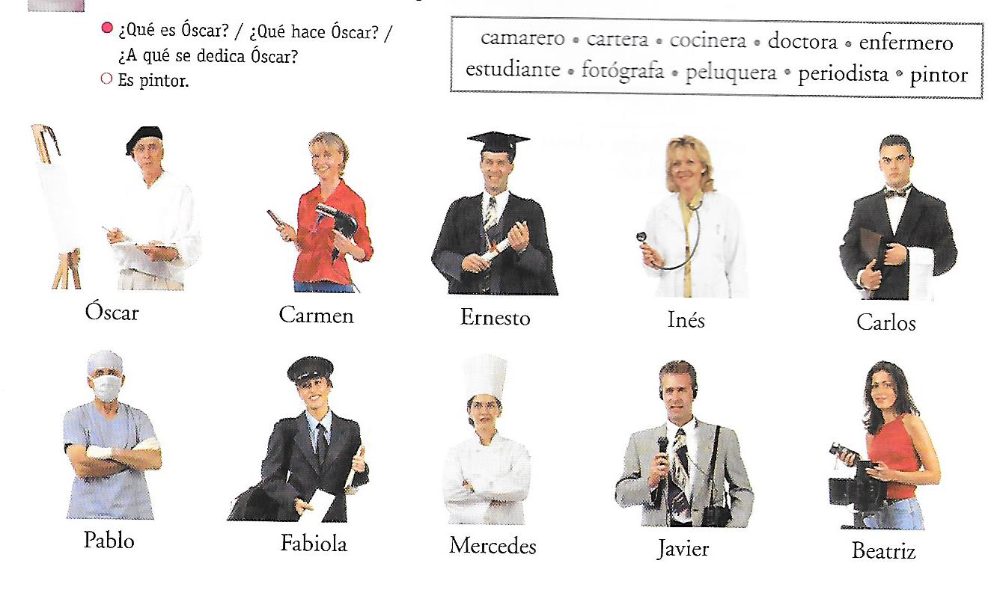 ¿Qué es Óscar? / ¿Qué hace Óscar? /
¿A qué se dedica Óscar?
Es pintor.
camarero • cartera • cocinera • doctora • enfermero
estudiante • fotógrafa • peluquera • periodista • pintor
Óscar Carmen Ernesto Inés Carlos
Pablo Fabiola Mercedes Javier Beatriz